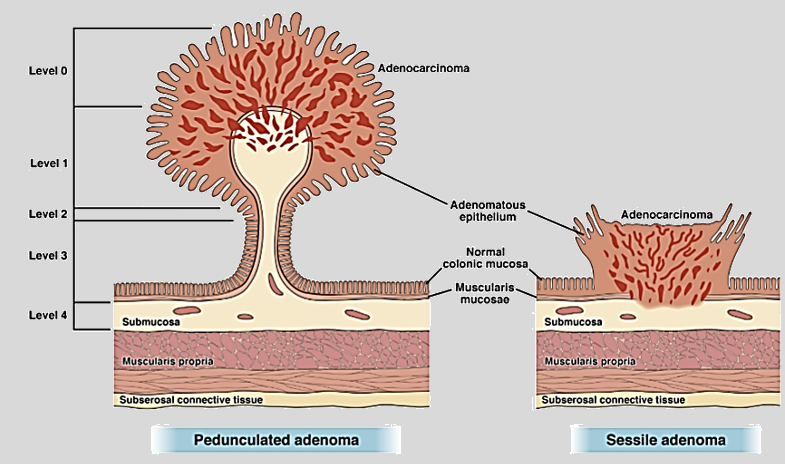 Level 0
Adenocarcinoma
Level 1
Level 2
Adenomatous
epithelium
Adenocarcinoma
Level 3
Normal
colonic mucosa
Muscularis
mucosae
Level 4
Submucosa
Submucosa
Muscularis propria
Muscularis propria
Subserosal connective tissue
Subserosal connective tissue
Pedunculated adenoma
Sessile adenoma